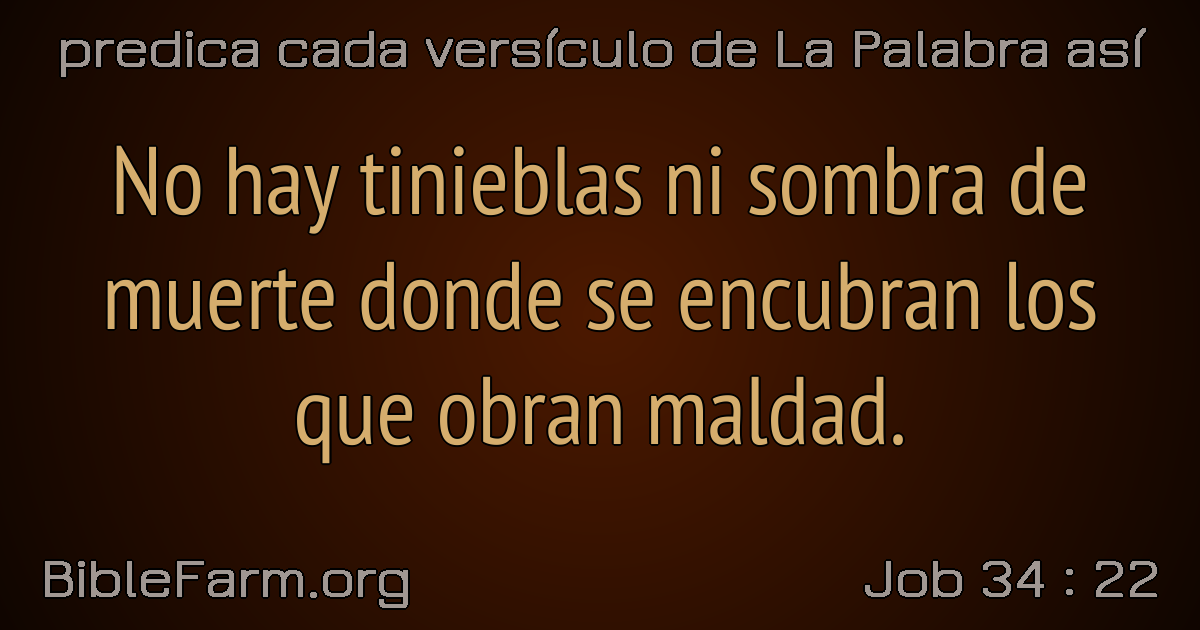 predica cada versículo de La Palabra así
No hay tinieblas ni sombra de
muerte donde se encubran los
que obran maldad.
BibleFarm.org
Job 34 : 22